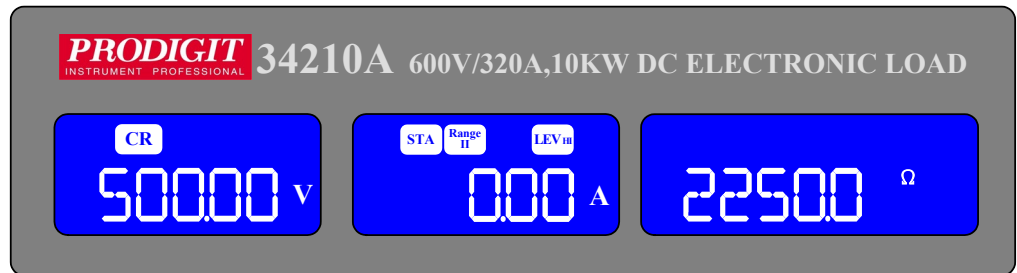 PRODIGIT
INSTRUMENT PROFESSIONAL
34210A 600V/320A,10KW DC ELECTRONIC LOAD
CR
500.00 V
STA Range II LEV HI
0.00 A
2250.0 Ω